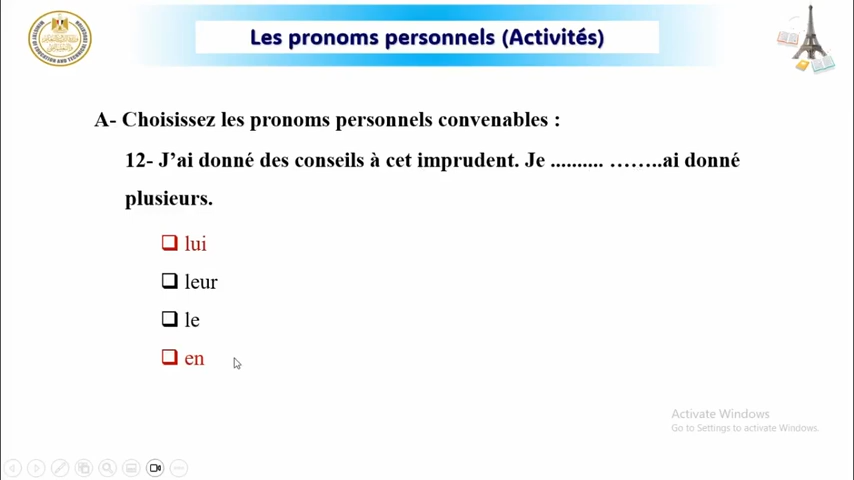 Les pronoms personnels (Activités)
A- Choisissez les pronoms personnels convenables :
12- J’ai donné des conseils à cet imprudent. Je .......... ……..ai donné
plusieurs.
❑ lui
❑ leur
❑ le
❑ en
Activate Windows
Go to Settings to activate Windows.